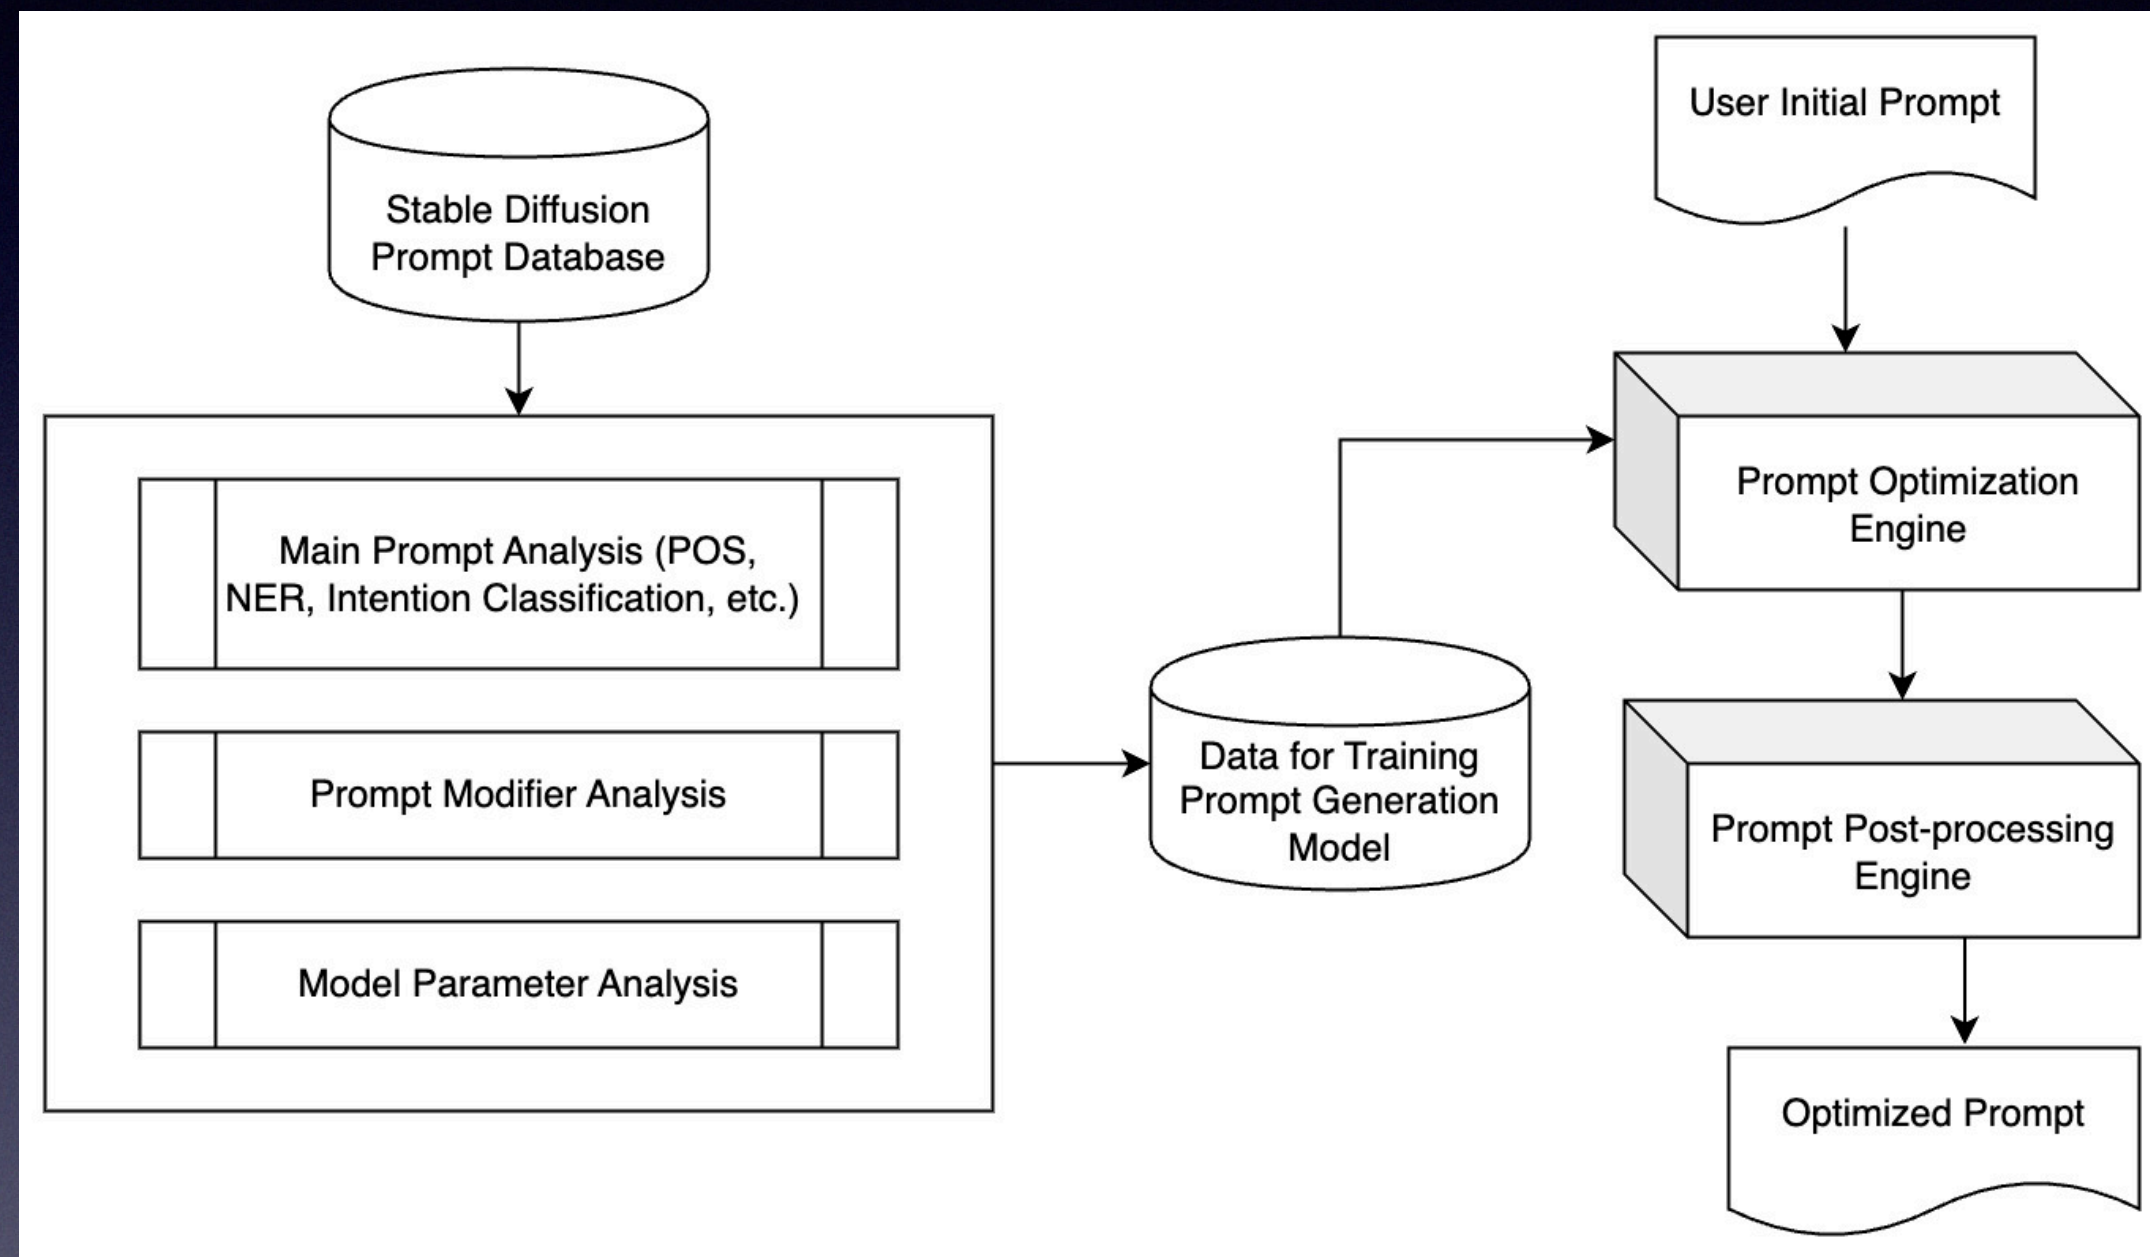 Stable Diffusion
Prompt Database
Main Prompt Analysis (POS,
NER, Intention Classification, etc.)
Prompt Modifier Analysis
Model Parameter Analysis
Data for Training
Prompt Generation
Model
User Initial Prompt
Prompt Optimization
Engine
Prompt Post-processing
Engine
Optimized Prompt